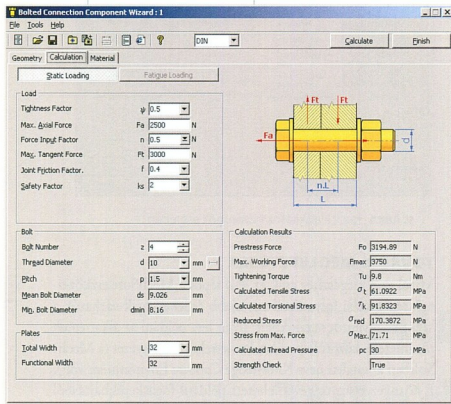 Bolted Connection Component Wizard : 1
File Tools Help
DIN
Calculate
Finish
Geometry Calculation Material
Static Loading
Fatigue Loading
Load
Tightness Factor ψ 0.5
Max. Axial Force Fa 2500 N
Force Input Factor n 0.5 N
Max. Tangent Force Ft 3000 N
Joint Friction Factor. f 0.4
Safety Factor ks 2
Ft Ft
Fa
d
n.L
L
Bolt
Bolt Number z 4
Thread Diameter d 10 mm
Pitch p 1.5 mm
Mean Bolt Diameter ds 9.026 mm
Min. Bolt Diameter dmin 8.16 mm
Plates
Total Width L 32 mm
Functional Width 32 mm
Calculation Results
Prestress Force Fo 3194.89 N
Max. Working Force Fmax 3750 N
Tightening Torque Tu 9.8 Nm
Calculated Tensile Stress σt 61.0922 MPa
Calculated Torsional Stress τk 91.8323 MPa
Reduced Stress σred 170.3872 MPa
Stress from Max. Force σMax. 71.71 MPa
Calculated Thread Pressure pc 30 MPa
Strength Check True